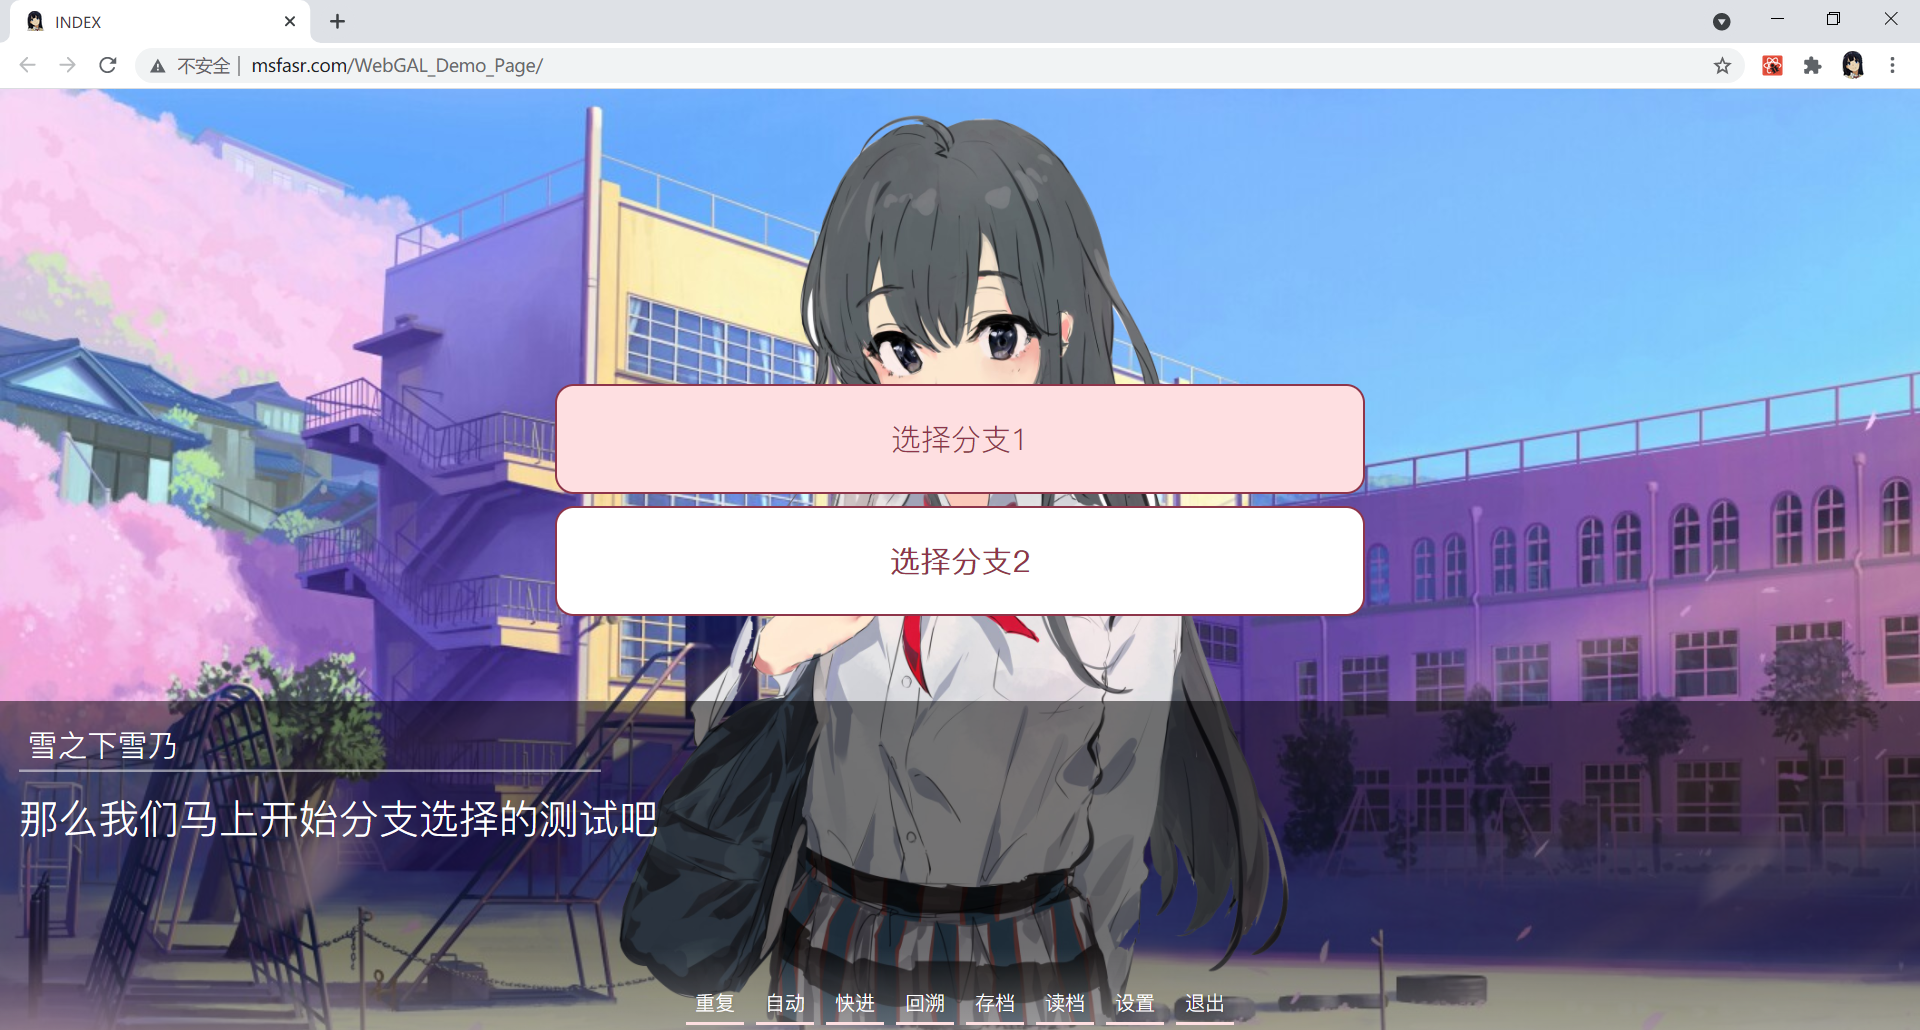 INDEX
不安全 | msfasr.com/WebGAL_Demo_Page/
选择分支1
选择分支2
雪之下雪乃
那么我们马上开始分支选择的测试吧
重复 自动 快进 回溯 存档 读档 设置 退出